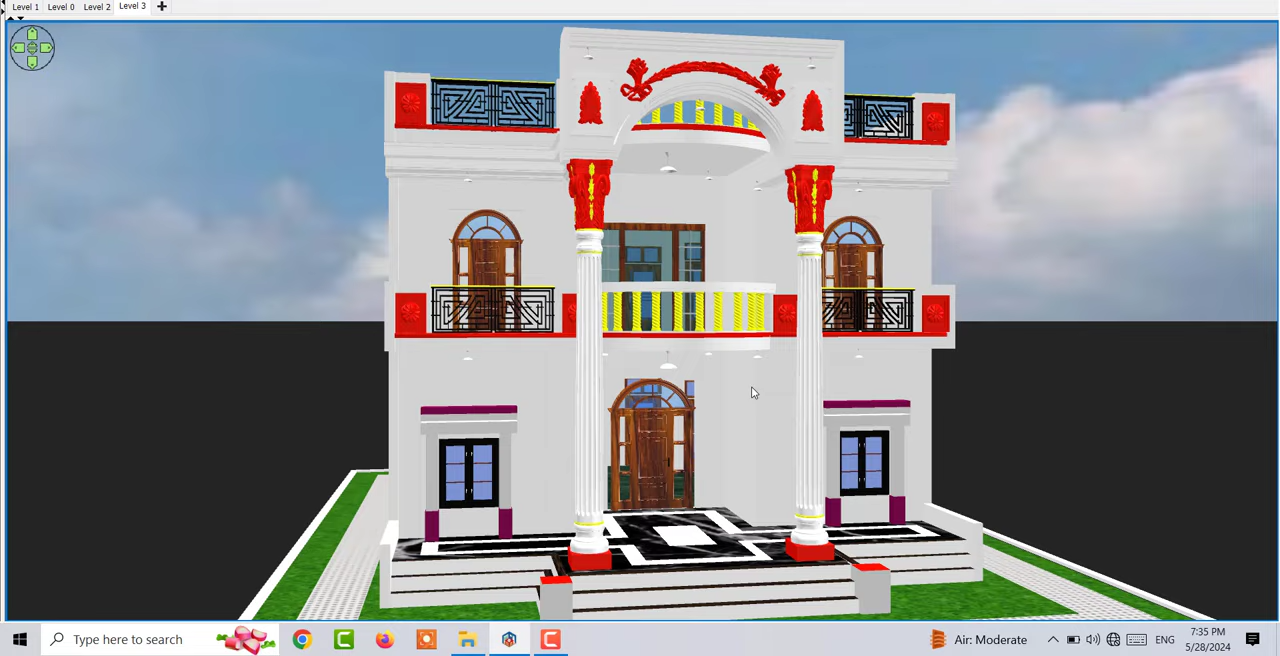 Level 1 Level 0 Level 2 Level 3
Type here to search
Air: Moderate
ENG
7:35 PM
5/28/2024